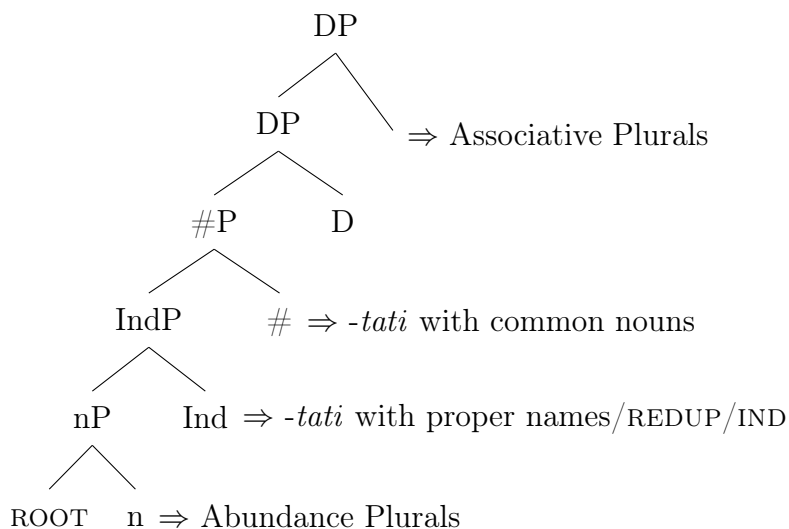 DP
DP ⇒ Associative Plurals
#P D
IndP # ⇒ -tati with common nouns
nP Ind ⇒ -tati with proper names/REDUP/IND
ROOT n ⇒ Abundance Plurals